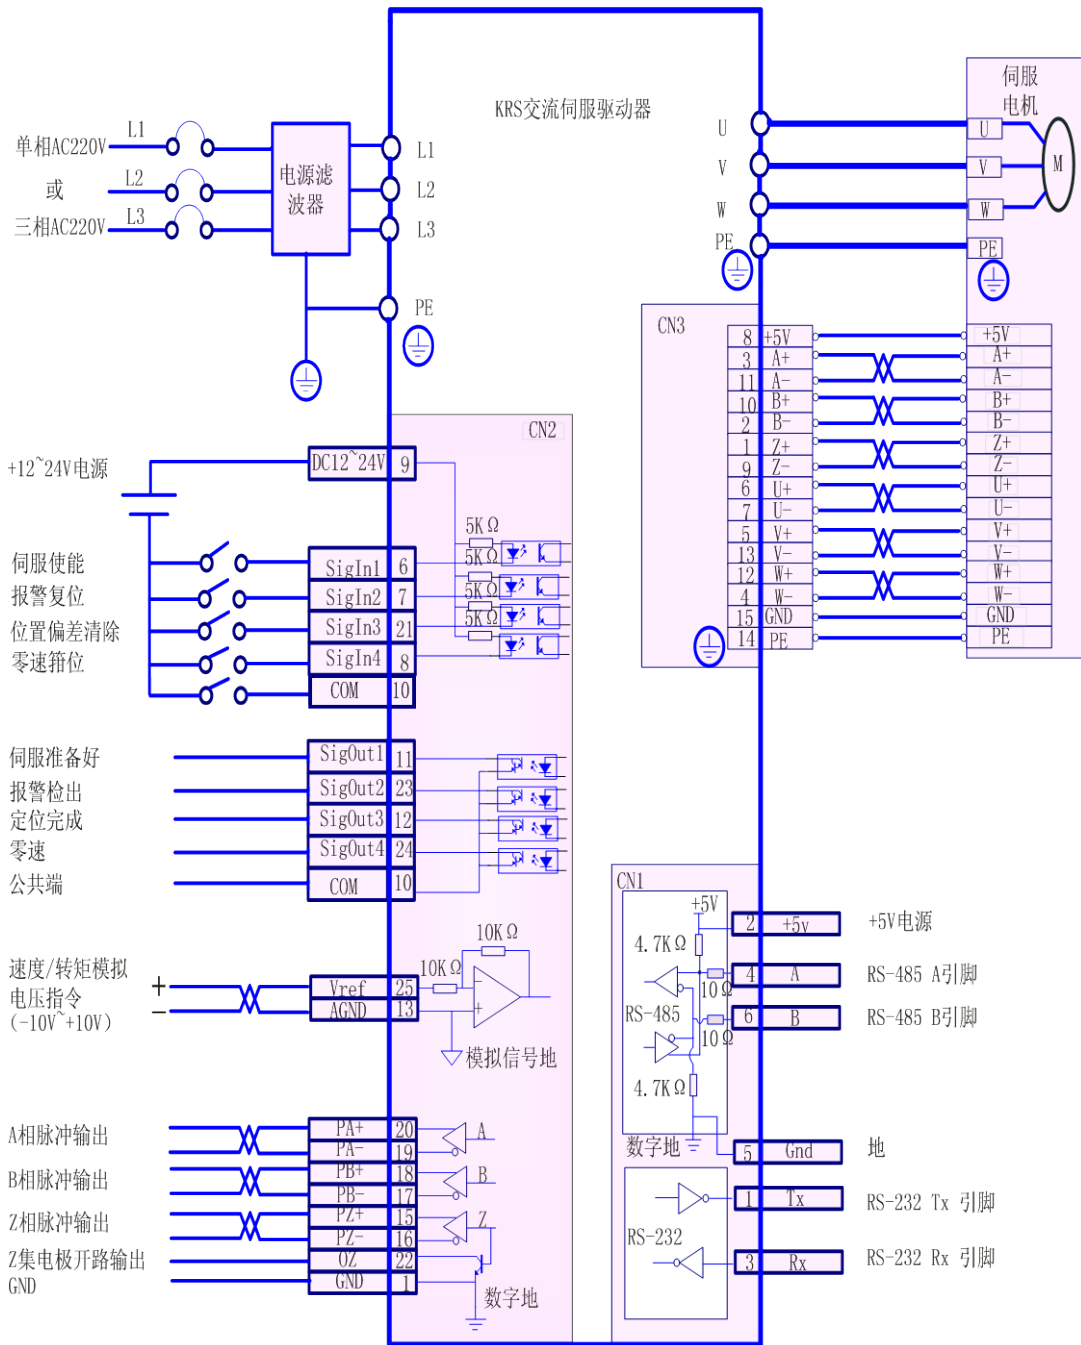 KRS交流伺服驱动器
单相AC220V
或
三相AC220V
L1
L2
L3
电源滤
波器
L1
L2
L3
PE
U
V
W
PE
伺服
电机
U
V
W
PE
M
CN3
8 +5V
3 A+
11 A-
10 B+
2 B-
1 Z+
9 Z-
6 U+
7 U-
5 V+
13 V-
12 W+
4 W-
15 GND
14 PE
+5V
A+
A-
B+
B-
Z+
Z-
U+
U-
V+
V-
W+
W-
GND
PE
CN2
+12~24V电源
DC12~24V 9
伺服使能
SigIn1 6
报警复位
SigIn2 7
位置偏差清除
SigIn3 21
零速箝位
SigIn4 8
COM 10
5KΩ
5KΩ
5KΩ
5KΩ
伺服准备好
SigOut1 11
报警检出
SigOut2 23
定位完成
SigOut3 12
零速
SigOut4 24
公共端
COM 10
速度/转矩模拟
电压指令
(-10V~+10V)
+
-
Vref 25
AGND 13
10KΩ
10KΩ
-
+
模拟信号地
A相脉冲输出
PA+ 20
PA- 19
A
B相脉冲输出
PB+ 18
PB- 17
B
Z相脉冲输出
PZ+ 15
PZ- 16
Z
Z集电极开路输出
OZ 22
GND
GND 1
数字地
CN1
+5V
4.7KΩ
10Ω
RS-485
10Ω
4.7KΩ
数字地
RS-232
2 +5v
+5V电源
4 A
RS-485 A引脚
6 B
RS-485 B引脚
5 Gnd
地
1 Tx
RS-232 Tx 引脚
3 Rx
RS-232 Rx 引脚